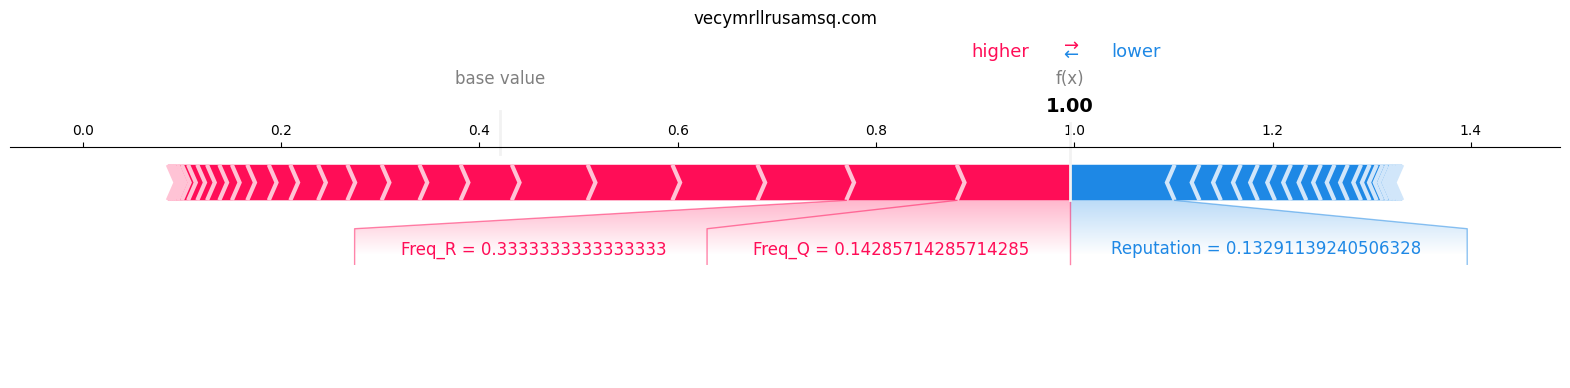 vecymrllrusamsq.com
higher ⇄ lower
base value f(x)
1.00
0.0 0.2 0.4 0.6 0.8 1.0 1.2 1.4
Freq_R = 0.3333333333333333 Freq_Q = 0.14285714285714285 Reputation = 0.13291139240506328